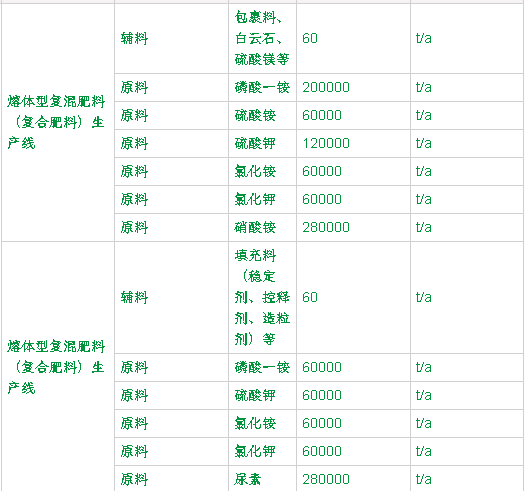 熔体型复混肥料
（复合肥料）生
产线
辅料
包裹料、
白云石、
硫酸镁等
60
t/a
原料
磷酸一铵
200000
t/a
原料
硫酸铵
60000
t/a
原料
硫酸钾
120000
t/a
原料
氯化铵
60000
t/a
原料
氯化钾
60000
t/a
原料
硝酸铵
280000
t/a
熔体型复混肥料
（复合肥料）生
产线
辅料
填充料
（稳定
剂、控释
剂、造粒
剂）等
60
t/a
原料
磷酸一铵
60000
t/a
原料
硫酸钾
60000
t/a
原料
氯化铵
60000
t/a
原料
氯化钾
60000
t/a
原料
尿素
280000
t/a